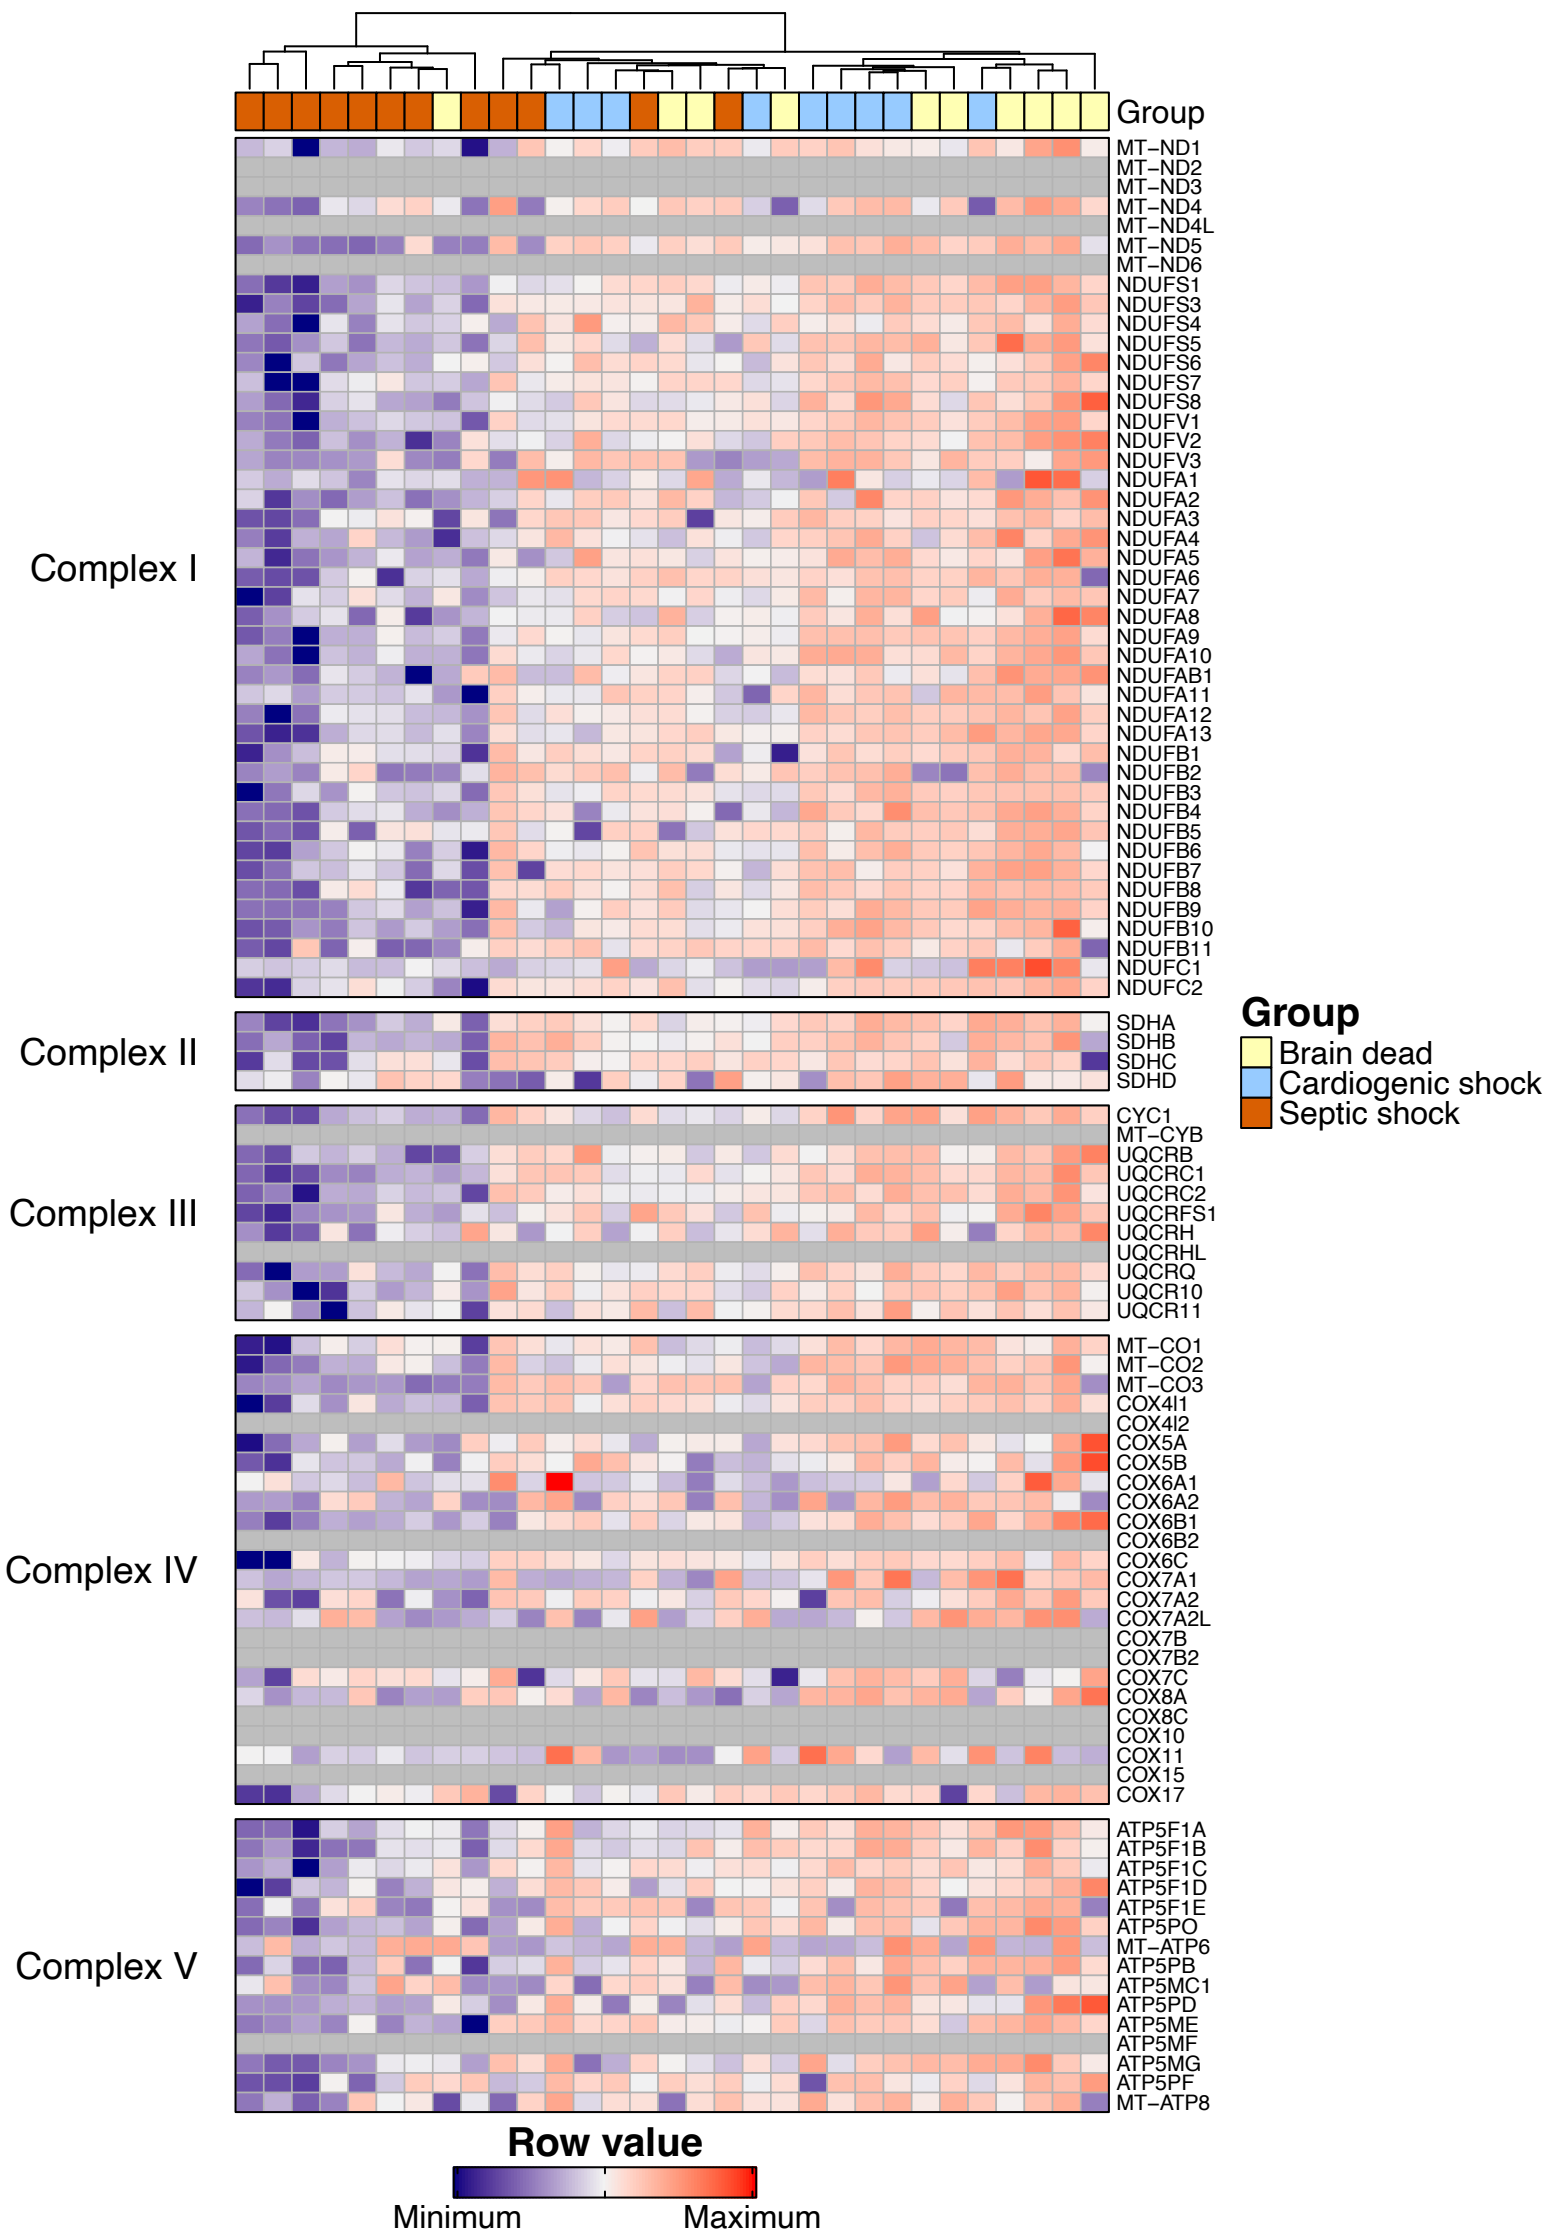 Group
MT−ND1
MT−ND2
MT−ND3
MT−ND4
MT−ND4L
MT−ND5
MT−ND6
NDUFS1
NDUFS3
NDUFS4
NDUFS5
NDUFS6
NDUFS7
NDUFS8
NDUFV1
NDUFV2
NDUFV3
NDUFA1
NDUFA2
NDUFA3
NDUFA4
NDUFA5
NDUFA6
NDUFA7
NDUFA8
NDUFA9
NDUFA10
NDUFAB1
NDUFA11
NDUFA12
NDUFA13
NDUFB1
NDUFB2
NDUFB3
NDUFB4
NDUFB5
NDUFB6
NDUFB7
NDUFB8
NDUFB9
NDUFB10
NDUFB11
NDUFC1
NDUFC2
Complex I
SDHA
SDHB
SDHC
SDHD
Complex II
CYC1
MT−CYB
UQCRB
UQCRC1
UQCRC2
UQCRFS1
UQCRH
UQCRHL
UQCRQ
UQCR10
UQCR11
Complex III
MT−CO1
MT−CO2
MT−CO3
COX4I1
COX4I2
COX5A
COX5B
COX6A1
COX6A2
COX6B1
COX6B2
COX6C
COX7A1
COX7A2
COX7A2L
COX7B
COX7B2
COX7C
COX8A
COX8C
COX10
COX11
COX15
COX17
Complex IV
ATP5F1A
ATP5F1B
ATP5F1C
ATP5F1D
ATP5F1E
ATP5PO
MT−ATP6
ATP5PB
ATP5MC1
ATP5PD
ATP5ME
ATP5MF
ATP5MG
ATP5PF
MT−ATP8
Complex V
Group
Brain dead
Cardiogenic shock
Septic shock
Row value
Minimum
Maximum